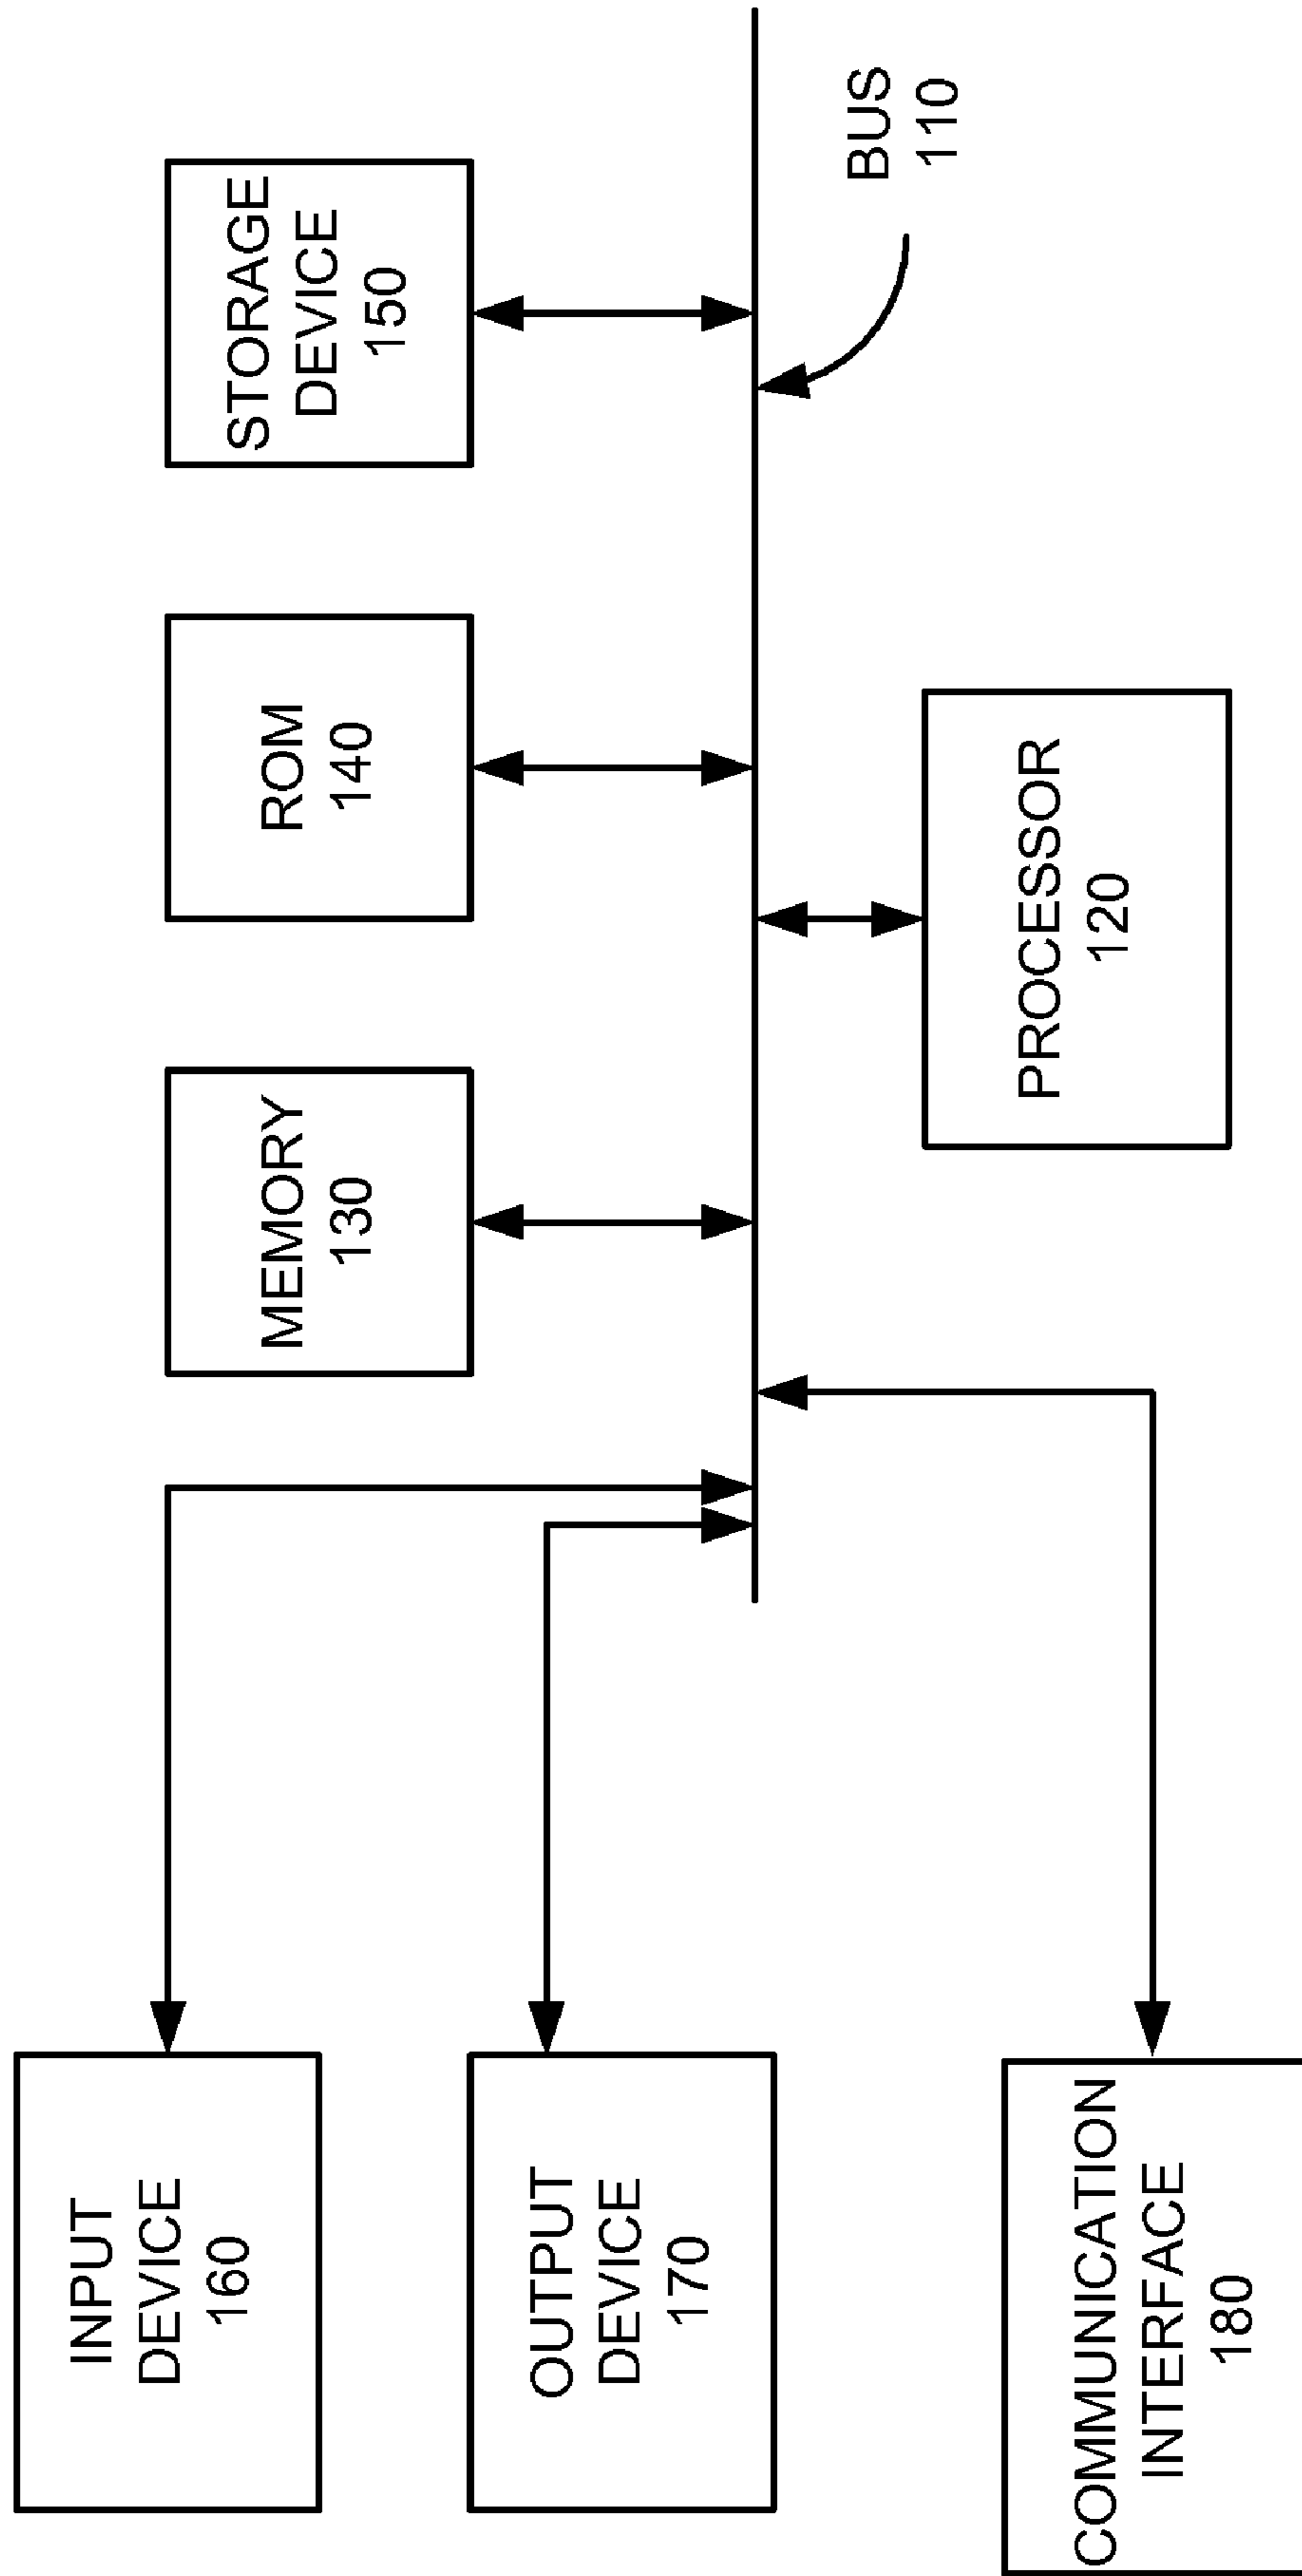 INPUT
DEVICE
160
OUTPUT
DEVICE
170
COMMUNICATION
INTERFACE
180
MEMORY
130
ROM
140
STORAGE
DEVICE
150
PROCESSOR
120
BUS
110